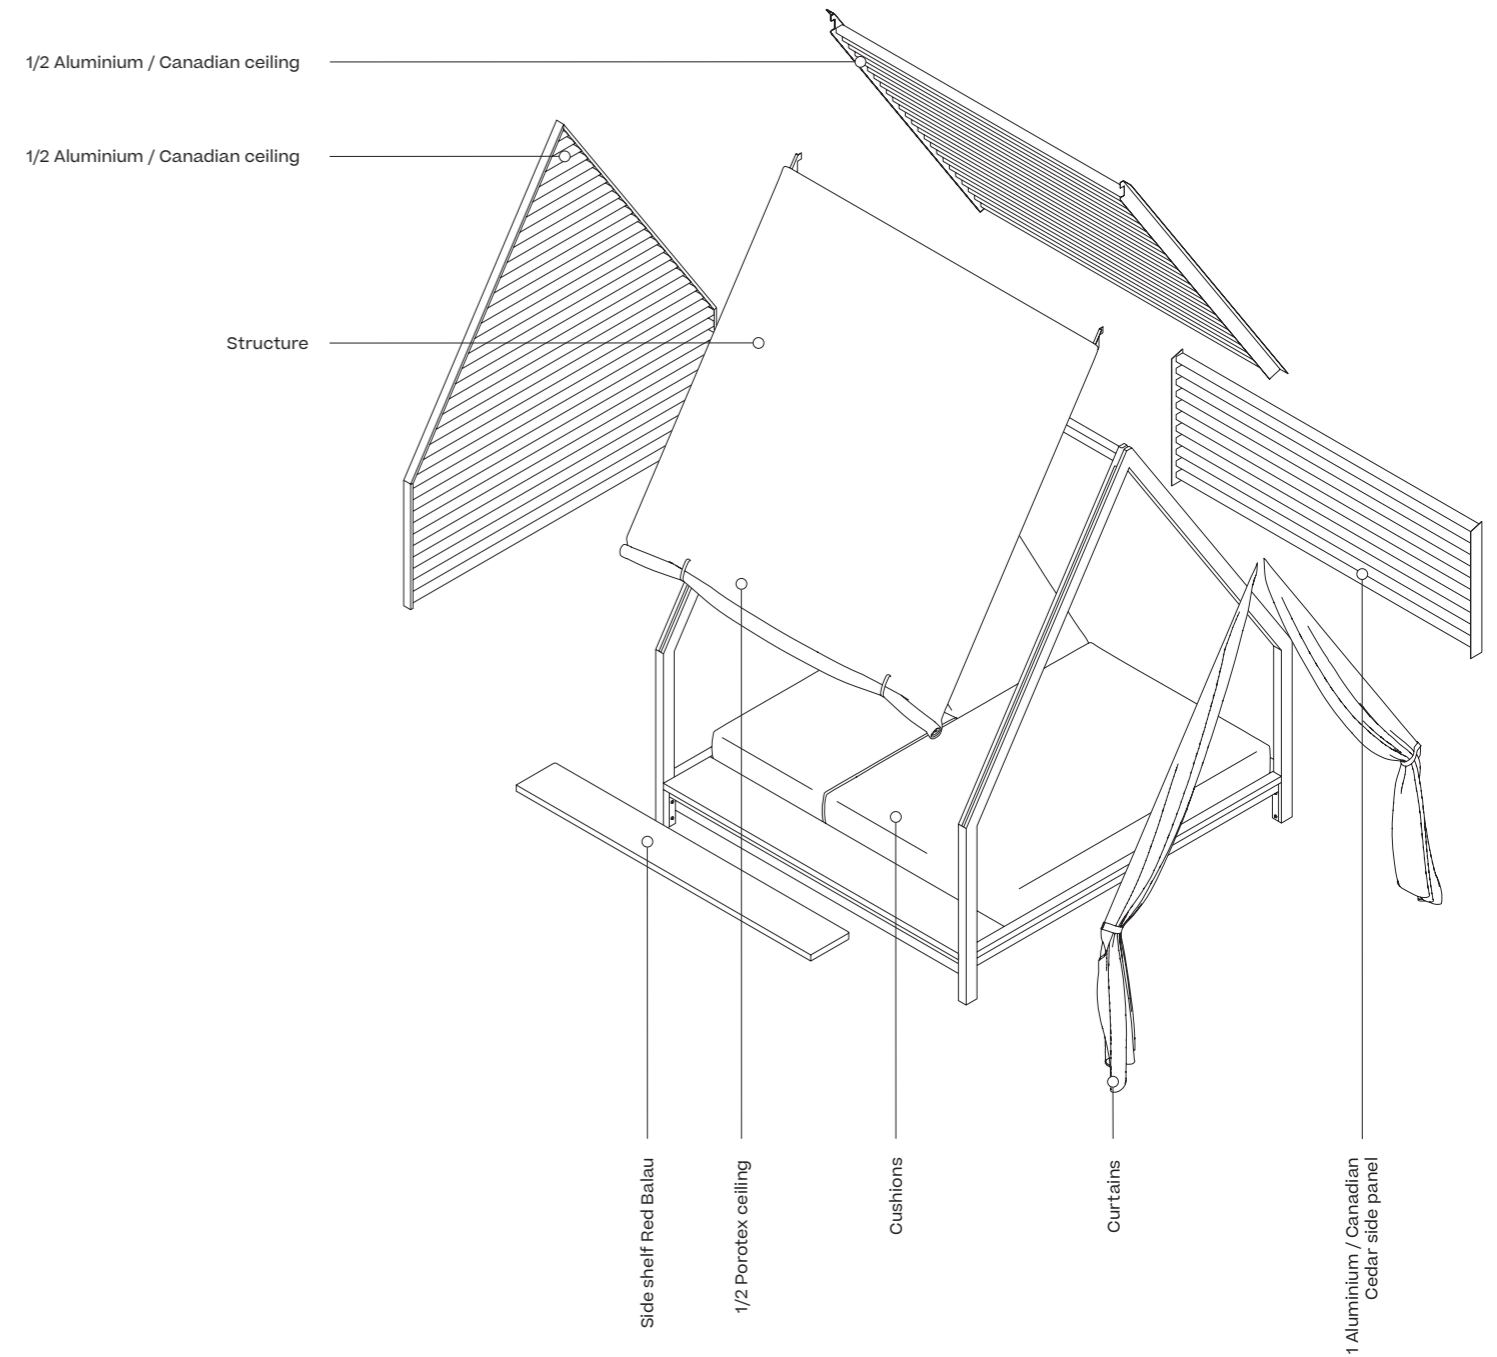 1/2 Aluminium / Canadian ceiling
1/2 Aluminium / Canadian ceiling
Structure
Side shelf Red Balau
1/2 Porotex ceiling
Cushions
Curtains
1 Alumininium / Canadian
Cedar side panel